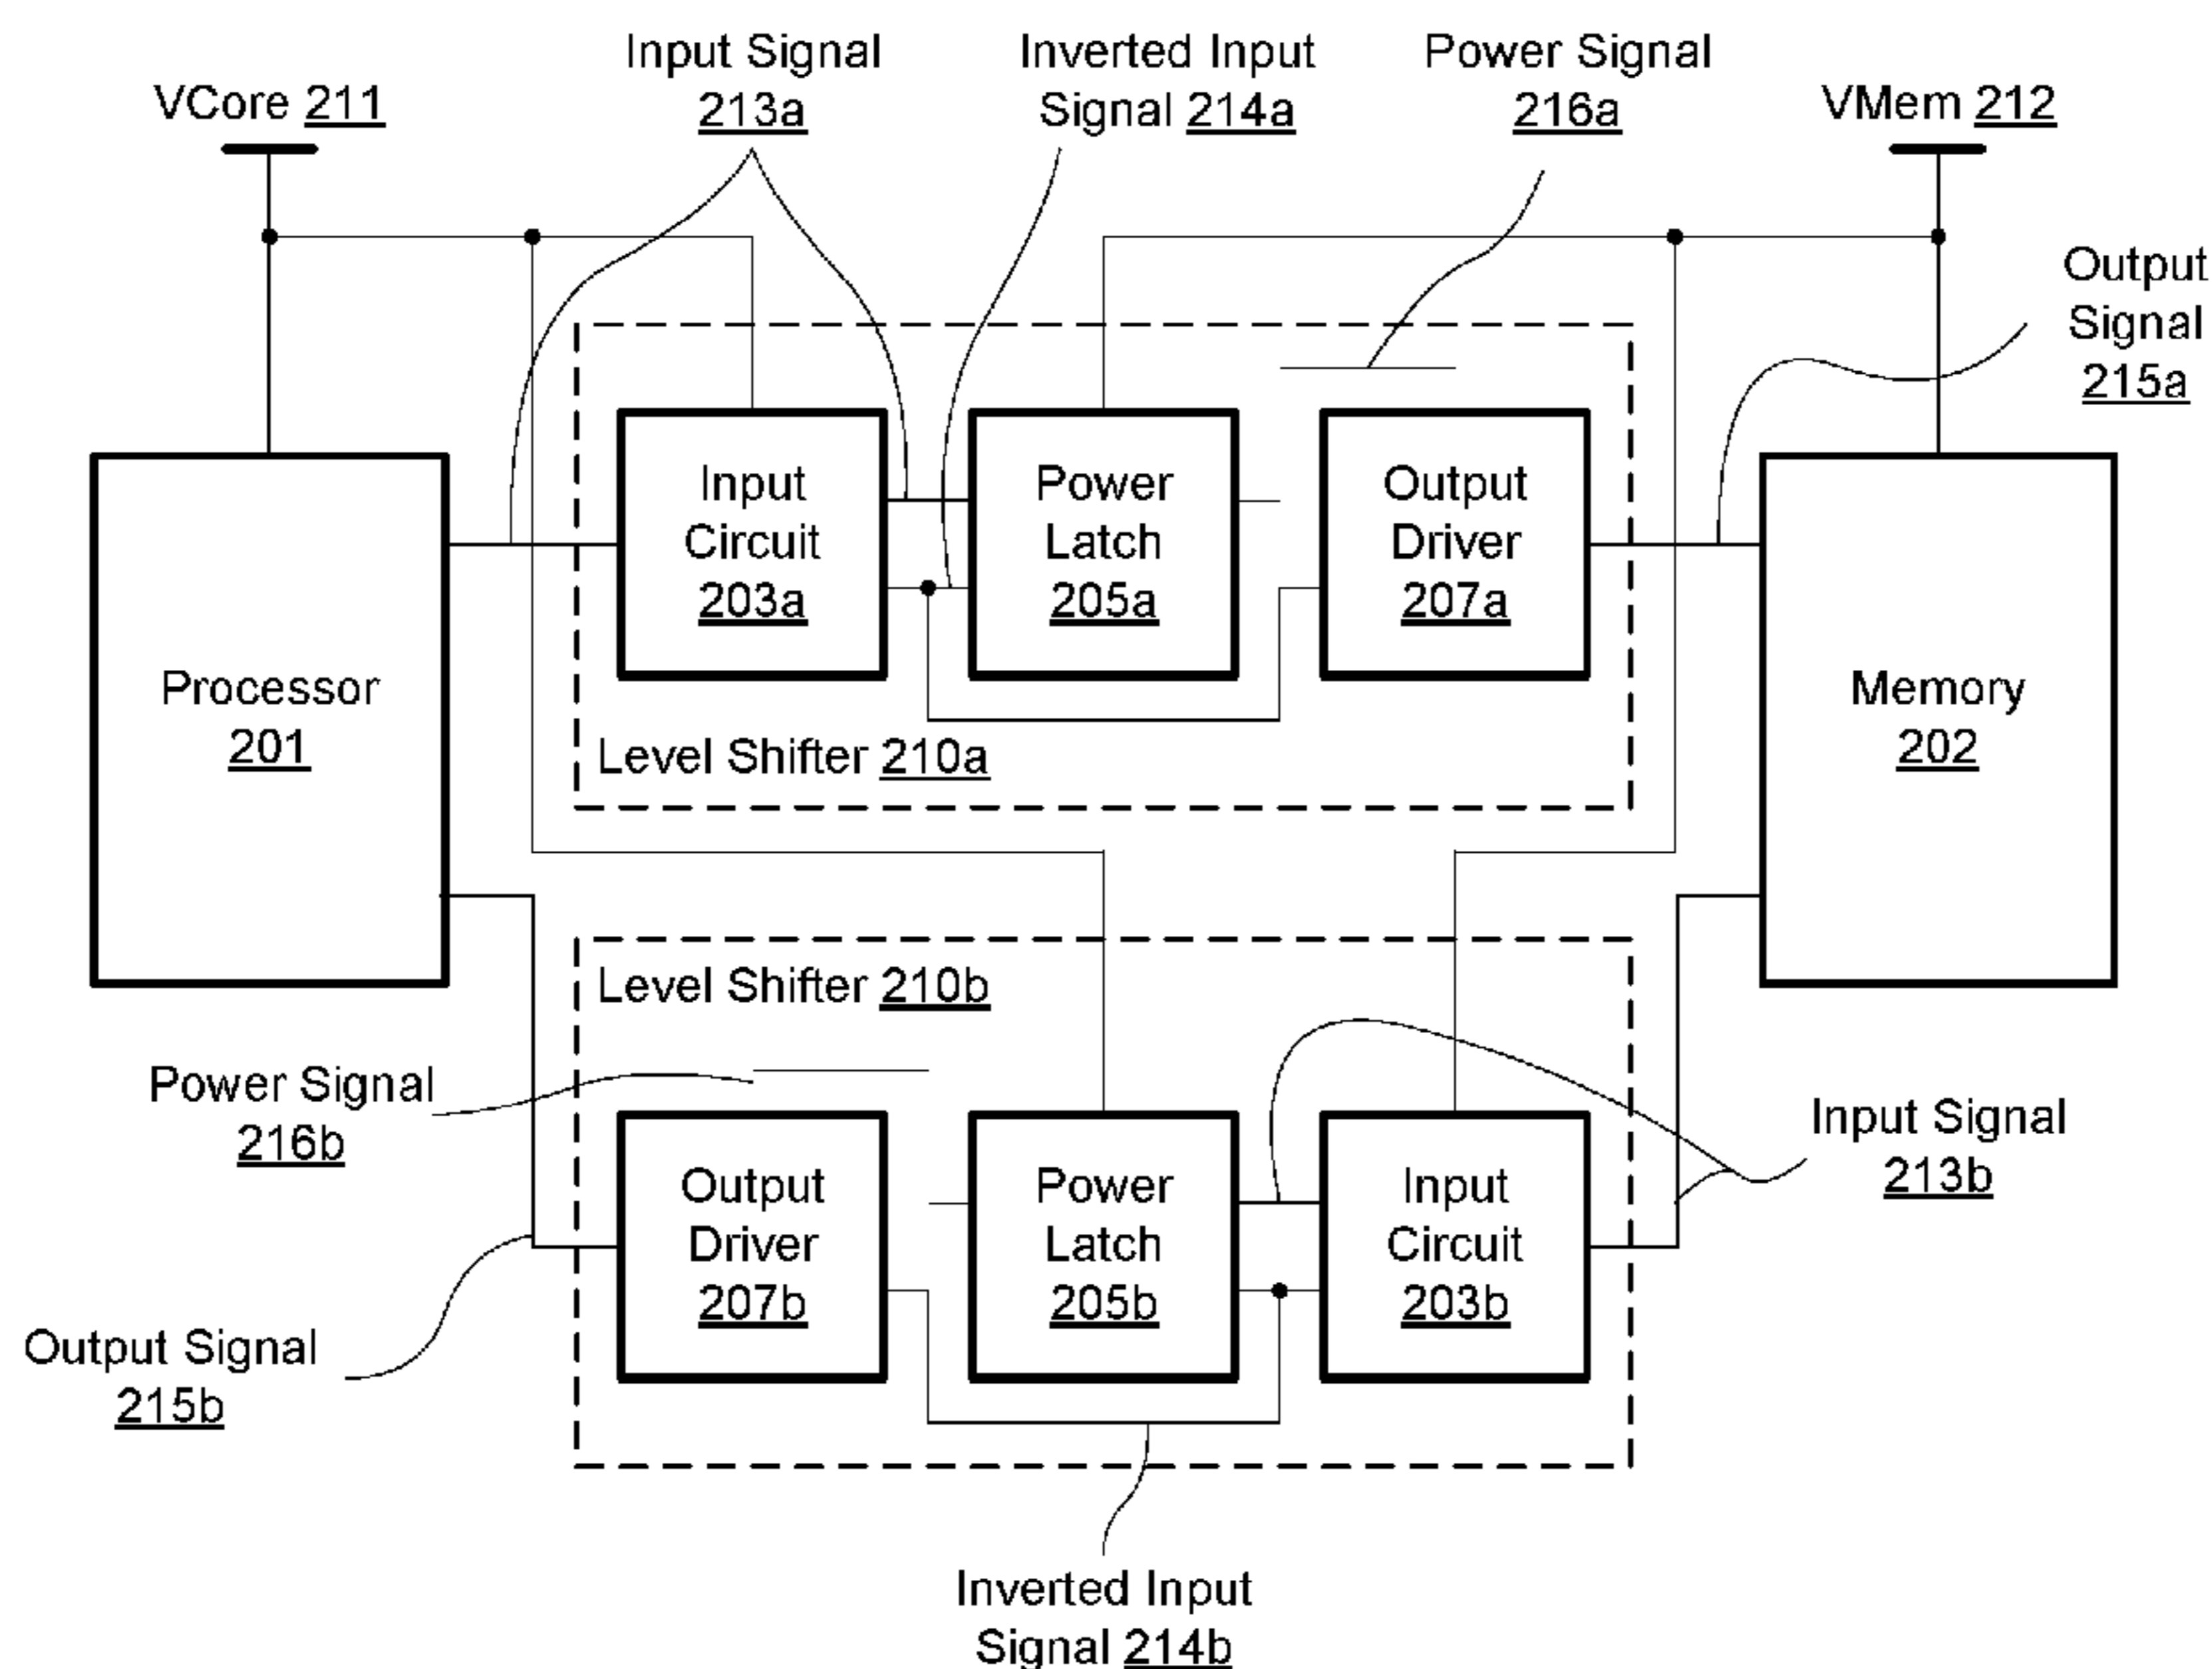 Input Signal
213a
Inverted Input
Signal 214a
Power Signal
216a
VCore 211
VMem 212
Output
Signal
215a
Input
Circuit
203a
Power
Latch
205a
Output
Driver
207a
Processor
201
Memory
202
Level Shifter 210a
Level Shifter 210b
Power Signal
216b
Output
Driver
207b
Power
Latch
205b
Input
Circuit
203b
Input Signal
213b
Output Signal
215b
Inverted Input
Signal 214b